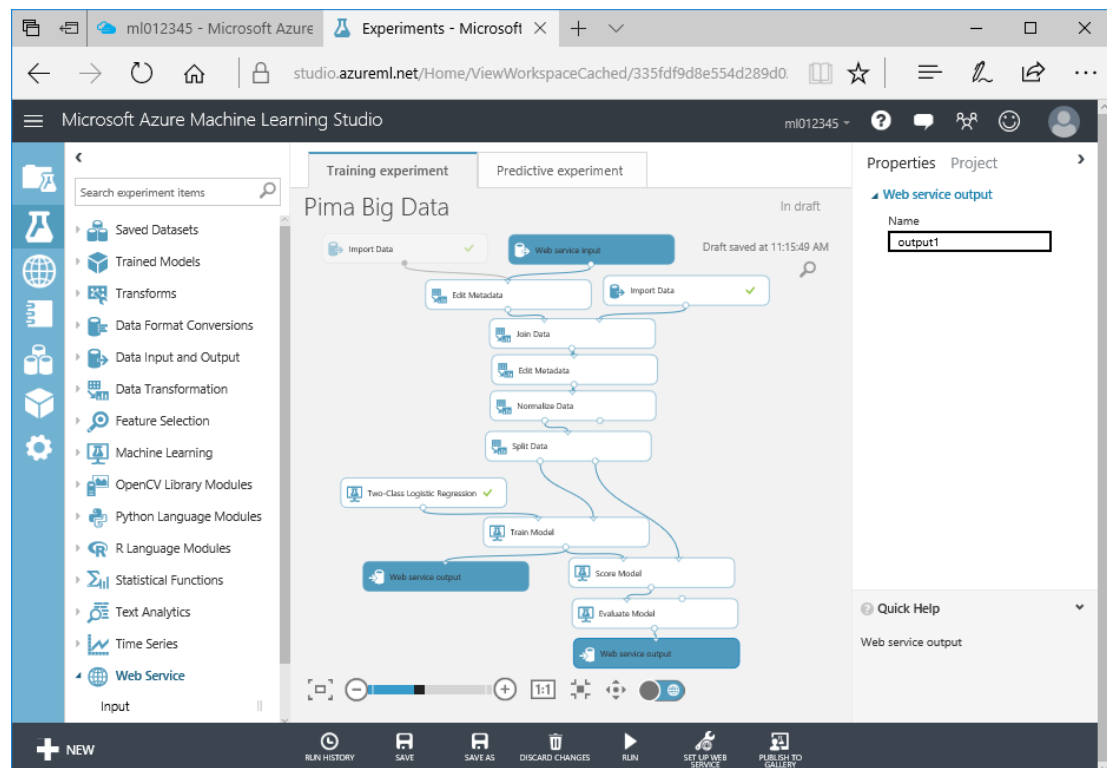 ml012345 - Microsoft Azure
Experiments - Microsoft
studio.azureml.net/Home/ViewWorkspaceCached/335fdf9d8e554d289d0
Microsoft Azure Machine Learning Studio
ml012345
Search experiment items
Saved Datasets
Trained Models
Transforms
Data Format Conversions
Data Input and Output
Data Transformation
Feature Selection
Machine Learning
OpenCV Library Modules
Python Language Modules
R Language Modules
Statistical Functions
Text Analytics
Time Series
Web Service
Input
Training experiment
Predictive experiment
Pima Big Data
In draft
Draft saved at 11:15:49 AM
Import Data
Web service input
Edit Metadata
Import Data
Join Data
Edit Metadata
Normalize Data
Split Data
Two-Class Logistic Regression
Train Model
Web service output
Score Model
Evaluate Model
Web service output
1:1
Properties
Project
Web service output
Name
output1
Quick Help
Web service output
NEW
RUN HISTORY
SAVE
SAVE AS
DISCARD CHANGES
RUN
SET UP WEB SERVICE
PUBLISH TO GALLERY